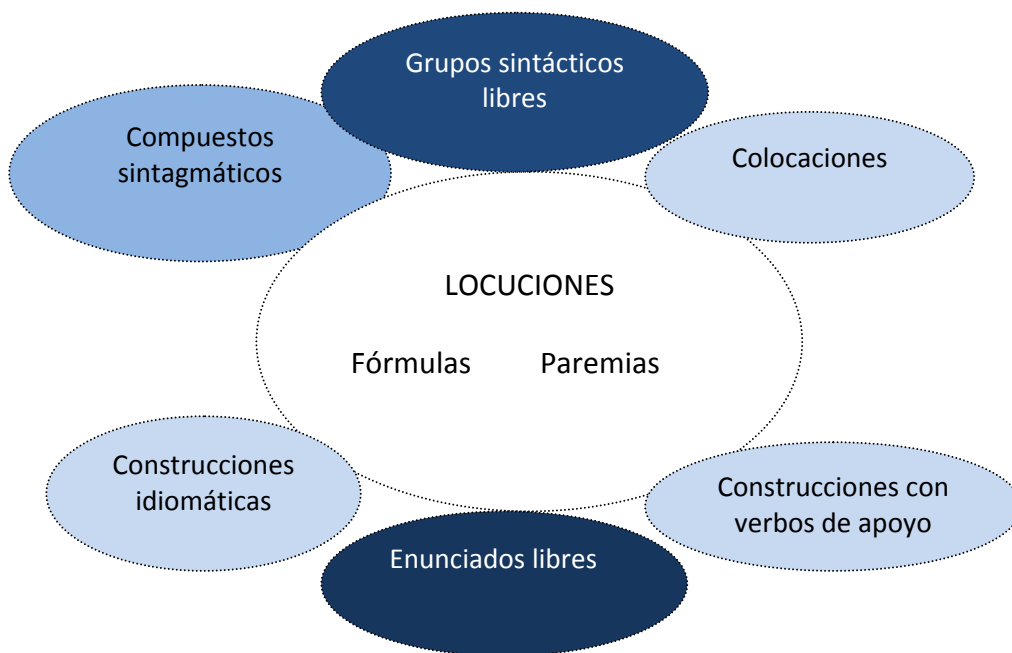 Grupos sintácticos
libres
Compuestos
sintagmáticos
Colocaciones
LOCUCIONES
Fórmulas Paremias
Construcciones
idiomáticas
Construcciones con
verbos de apoyo
Enunciados libres